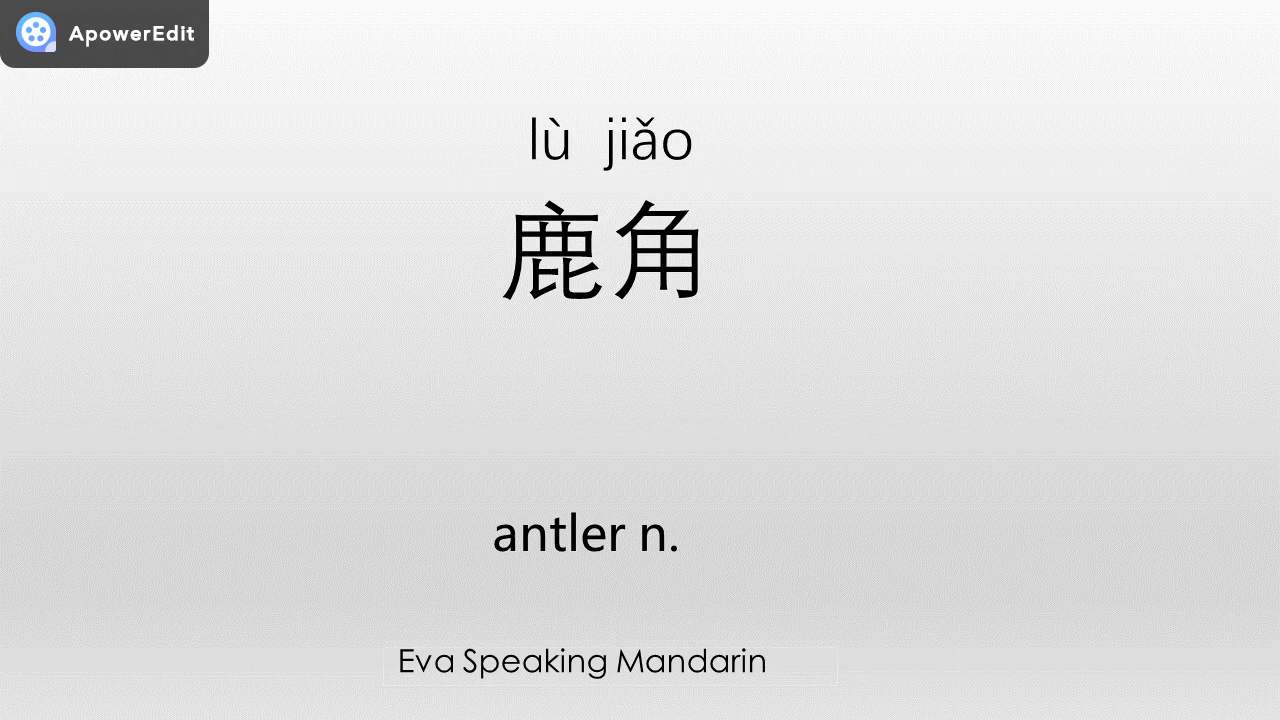 ApowerEdit
lù jiǎo
鹿角
antler n.
Eva Speaking Mandarin